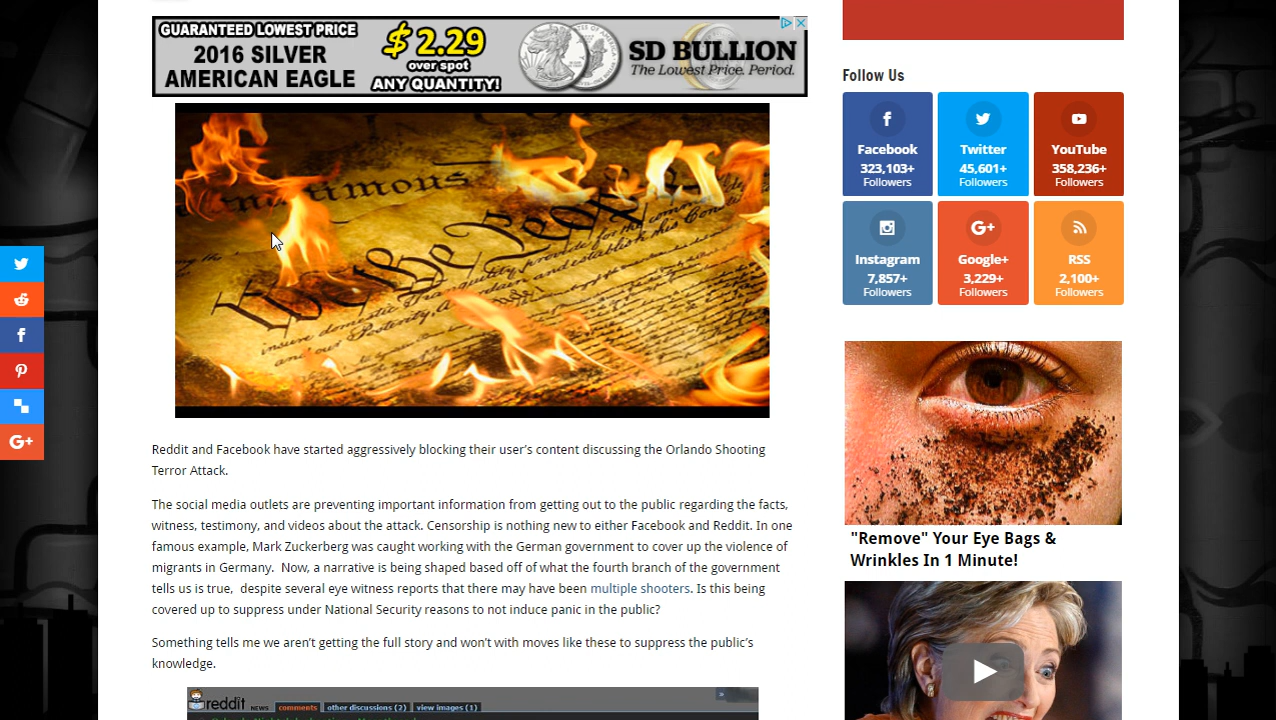 GUARANTEED LOWEST PRICE
2016 SILVER
AMERICAN EAGLE
$2.29
over spot
ANY QUANTITY!
SD BULLION
The Lowest Price. Period.
We the People
insure domestic
Reddit and Facebook have started aggressively blocking their user's content discussing the Orlando Shooting
Terror Attack.
The social media outlets are preventing important information from getting out to the public regarding the facts,
witness, testimony, and videos about the attack. Censorship is nothing new to either Facebook and Reddit. In one
famous example, Mark Zuckerberg was caught working with the German government to cover up the violence of
migrants in Germany.  Now, a narrative is being shaped based off of what the fourth branch of the government
tells us is true,  despite several eye witness reports that there may have been multiple shooters. Is this being
covered up to suppress under National Security reasons to not induce panic in the public?
Something tells me we aren't getting the full story and won't with moves like these to suppress the public's
knowledge.
reddit NEWS comments other discussions (2) view images (1)
Follow Us
Facebook
323,103+
Followers
Twitter
45,601+
Followers
YouTube
358,236+
Followers
Instagram
7,857+
Followers
Google+
3,229+
Followers
RSS
2,100+
Followers
"Remove" Your Eye Bags &
Wrinkles In 1 Minute!